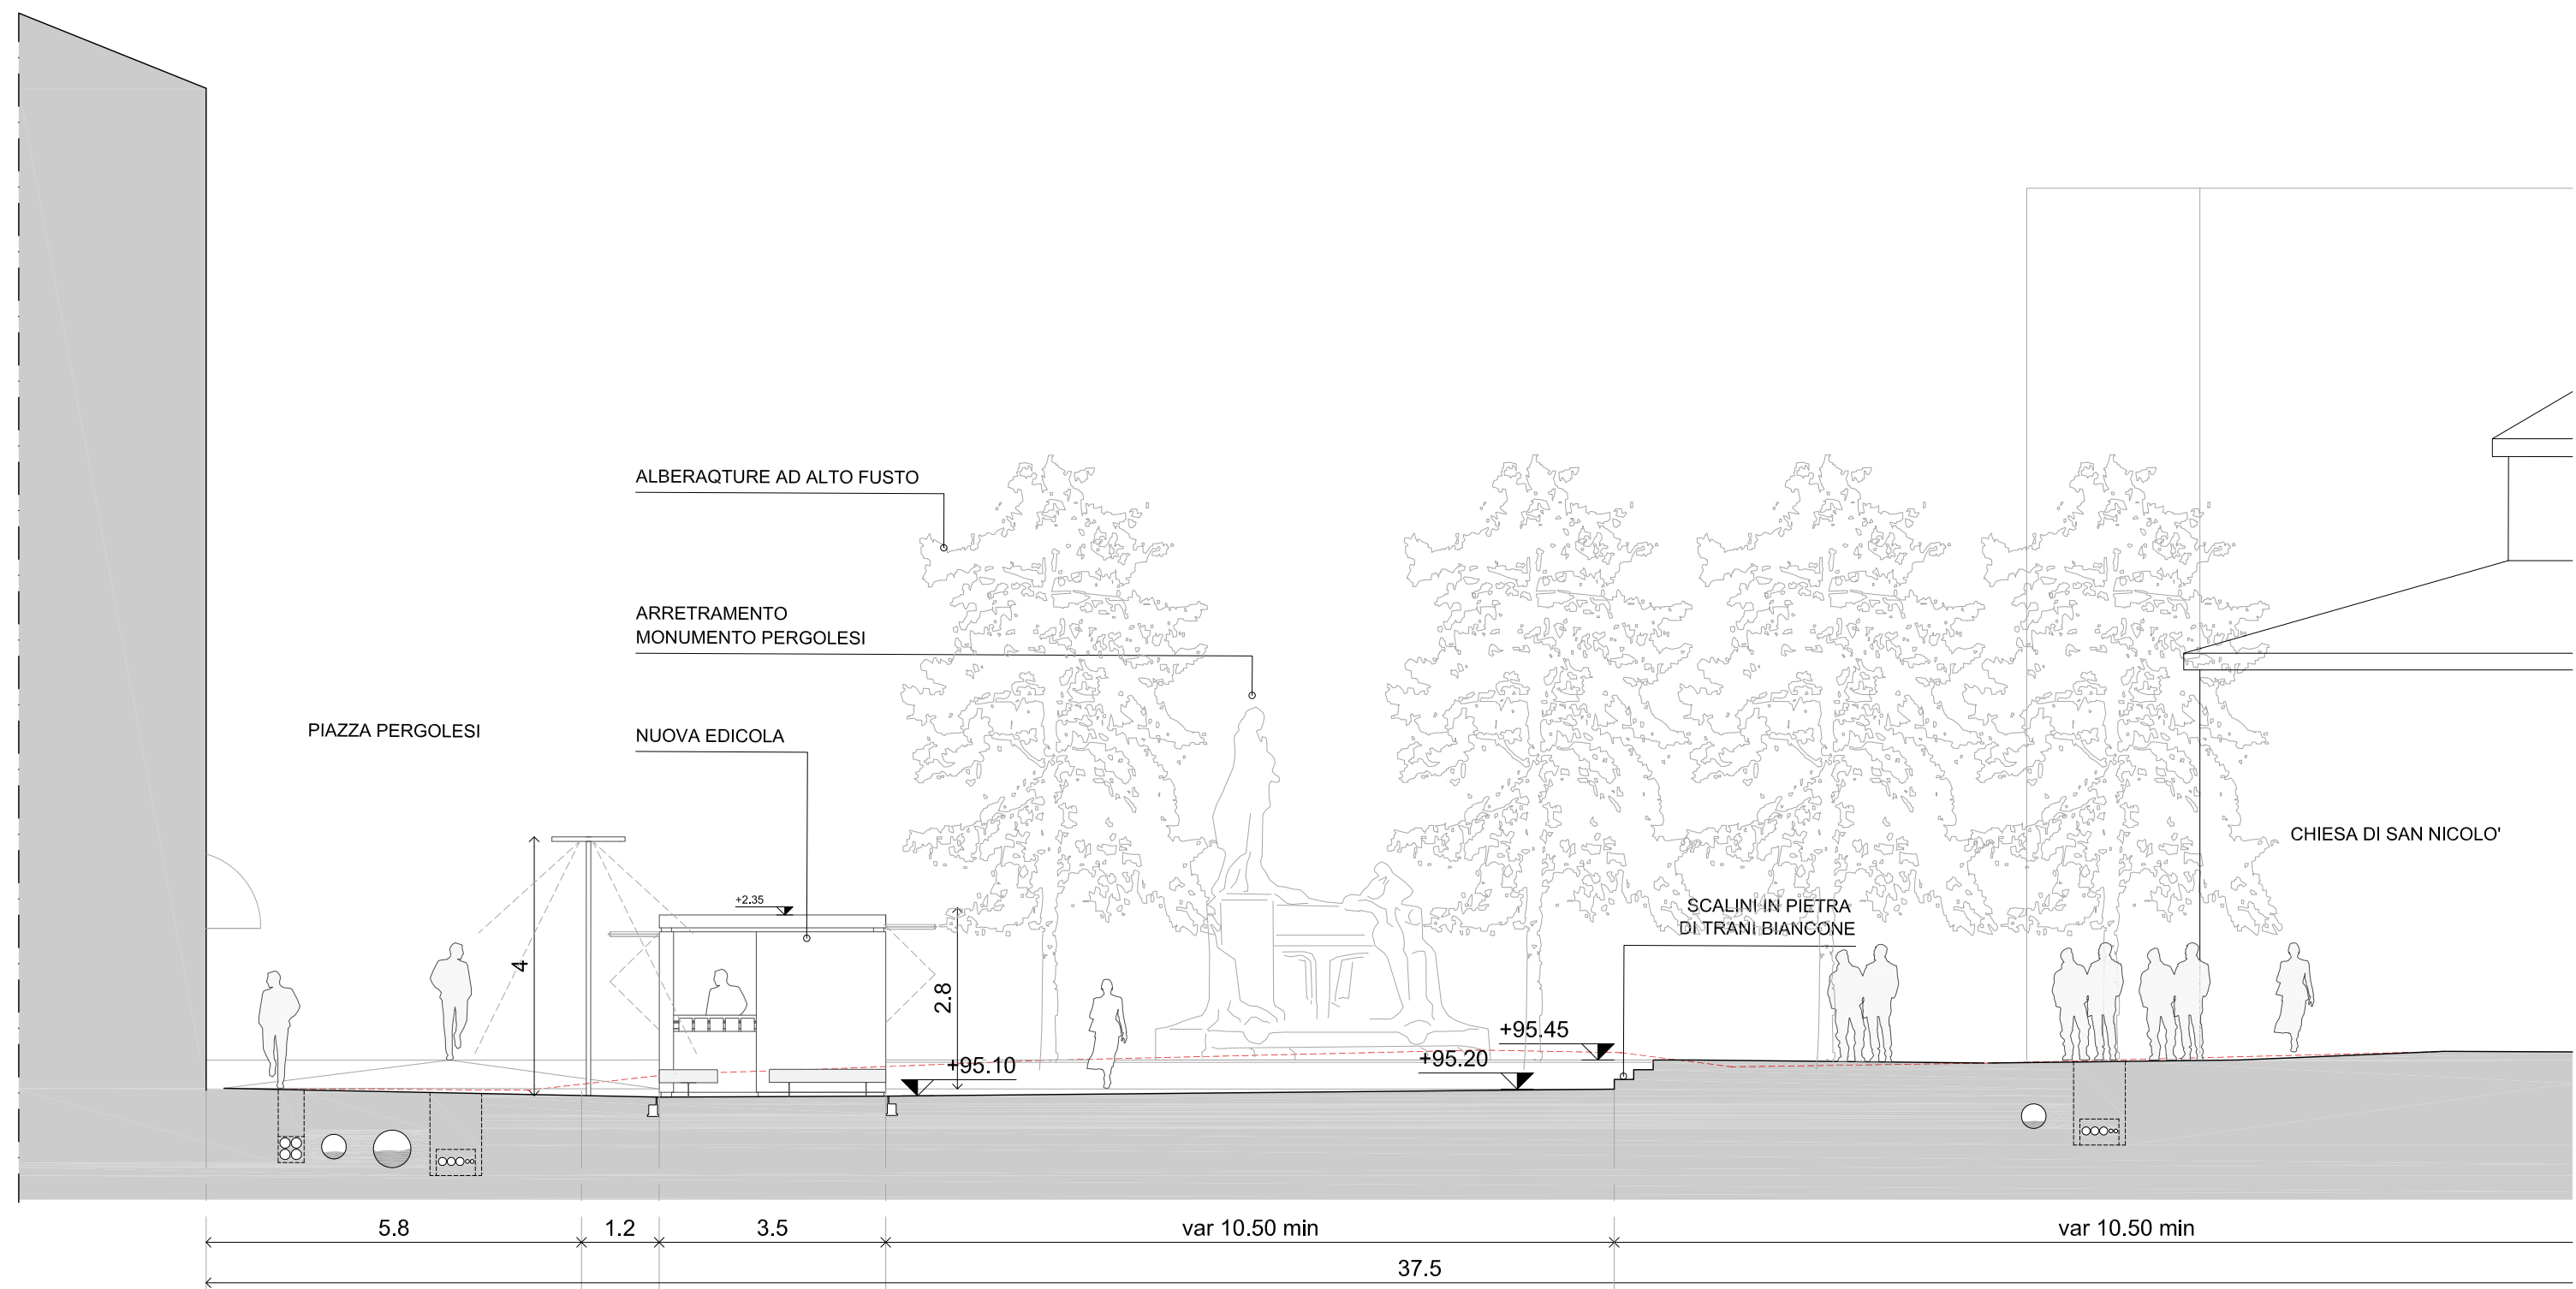 ALBERAQTURE AD ALTO FUSTO
ARRETRAMENTO
MONUMENTO PERGOLESI
PIAZZA PERGOLESI
NUOVA EDICOLA
CHIESA DI SAN NICOLO'
+2.35
SCALINI IN PIETRA
DI TRANI BIANCONE
4
2.8
+95.45
+95.10
+95.20
5.8
1.2
3.5
var 10.50 min
var 10.50 min
37.5